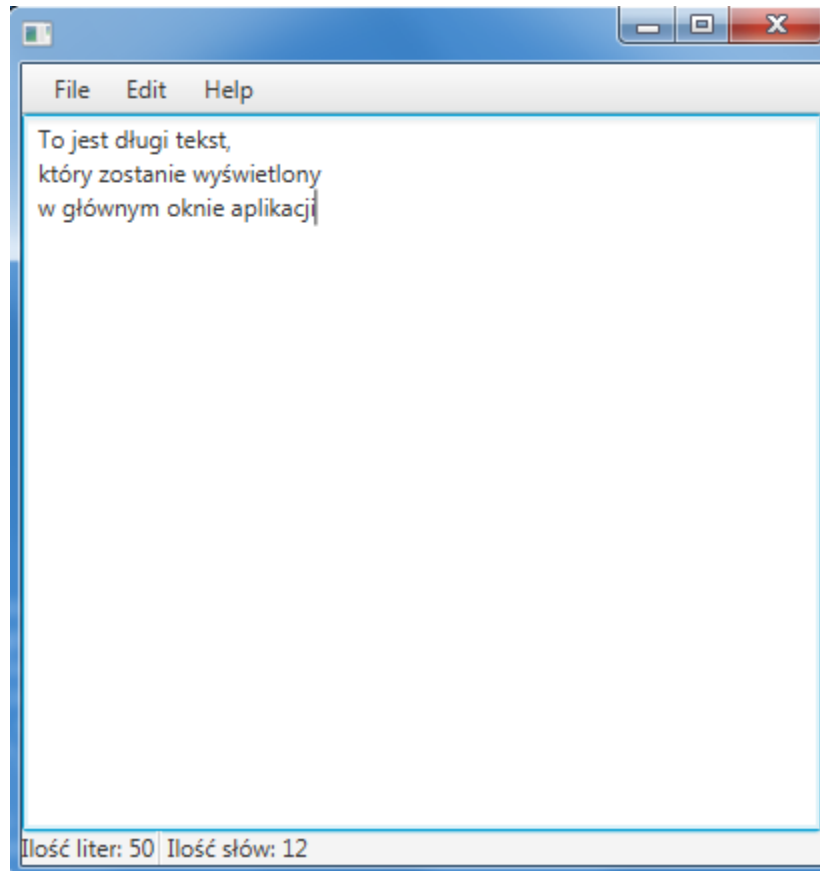 File Edit Help
To jest długi tekst,
który zostanie wyświetlony
w głównym oknie aplikacji
Ilość liter: 50 Ilość słów: 12